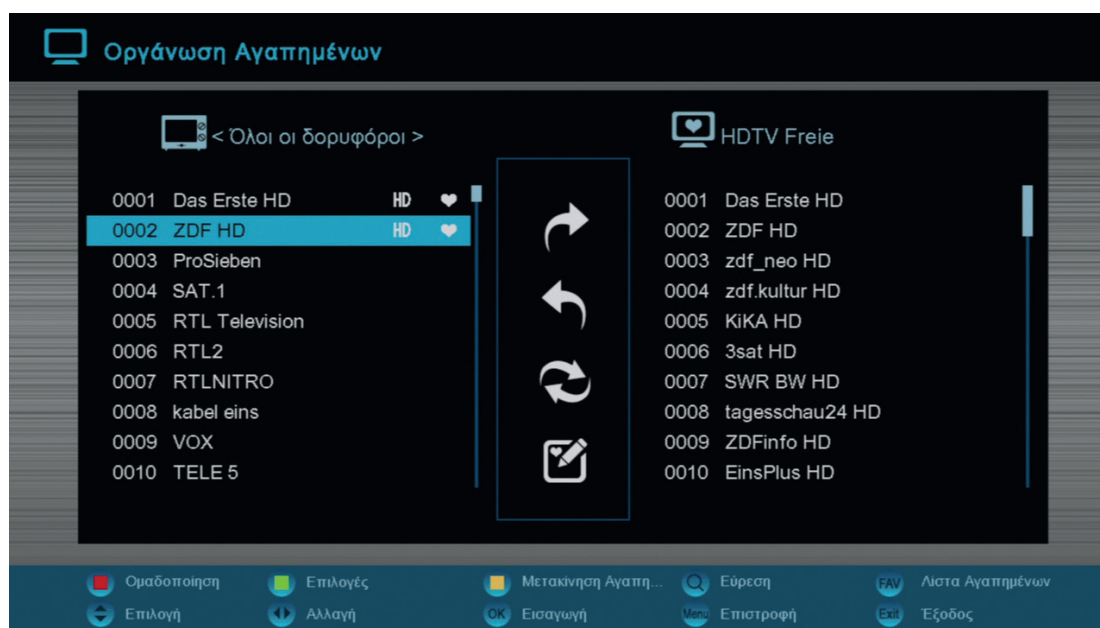 Οργάνωση Αγαπημένων
< Όλοι οι δορυφόροι >
0001 Das Erste HD HD
0002 ZDF HD HD
0003 ProSieben
0004 SAT.1
0005 RTL Television
0006 RTL2
0007 RTLNITRO
0008 kabel eins
0009 VOX
0010 TELE 5
HDTV Freie
0001 Das Erste HD
0002 ZDF HD
0003 zdf_neo HD
0004 zdf.kultur HD
0005 KiKA HD
0006 3sat HD
0007 SWR BW HD
0008 tagesschau24 HD
0009 ZDFinfo HD
0010 EinsPlus HD
Ομαδοποίηση Επιλογές Μετακίνηση Αγαπη... Εύρεση FAV Λιστα Αγαπημένων
Επιλογή Αλλαγή OK Εισαγωγή Menu Επιστροφή Exit Έξοδος